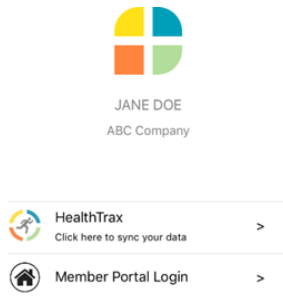 JANE DOE
ABC Company
HealthTrax
Click here to sync your data
>
Member Portal Login
>